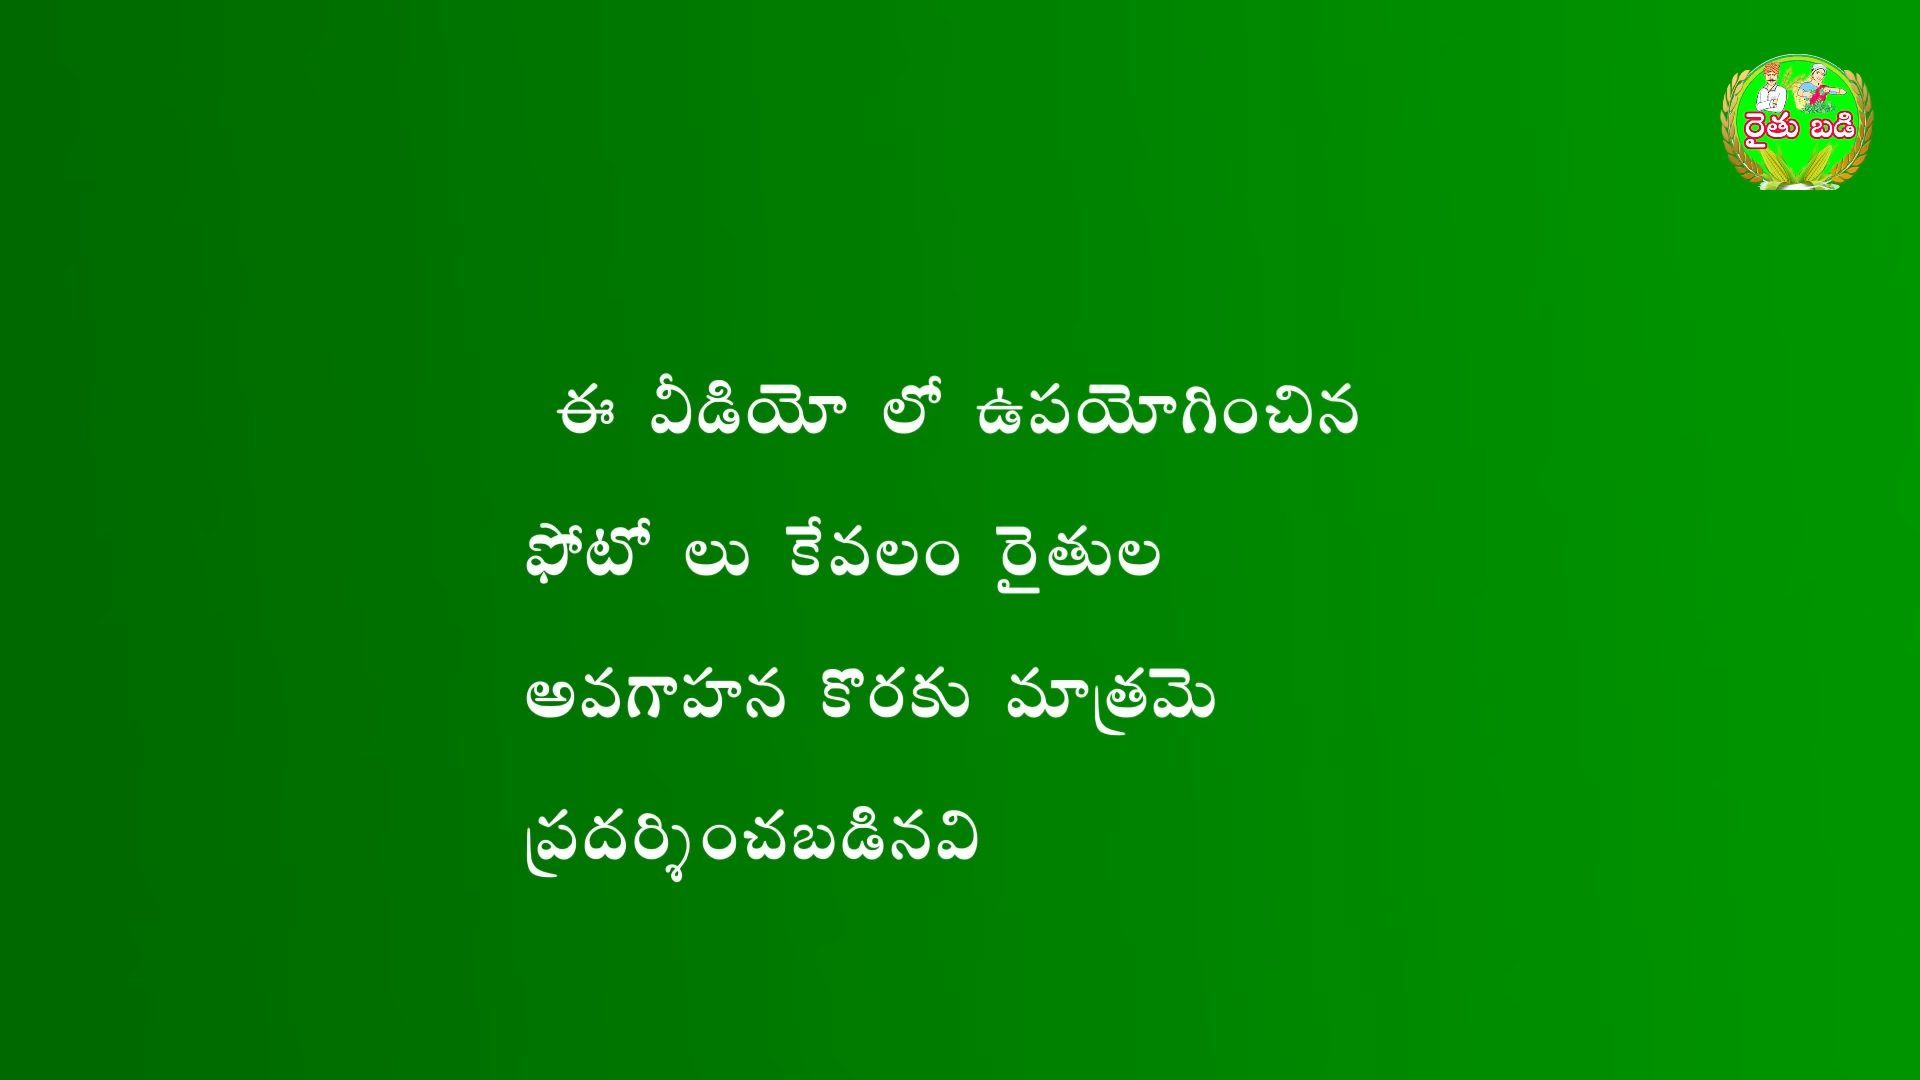 రైతు బడి
ఈ వీడియో లో ఉపయోగించిన
ఫోటో లు కేవలం రైతుల
అవగాహన కొరకు మాత్రమె
ప్రదర్శించబడినవి